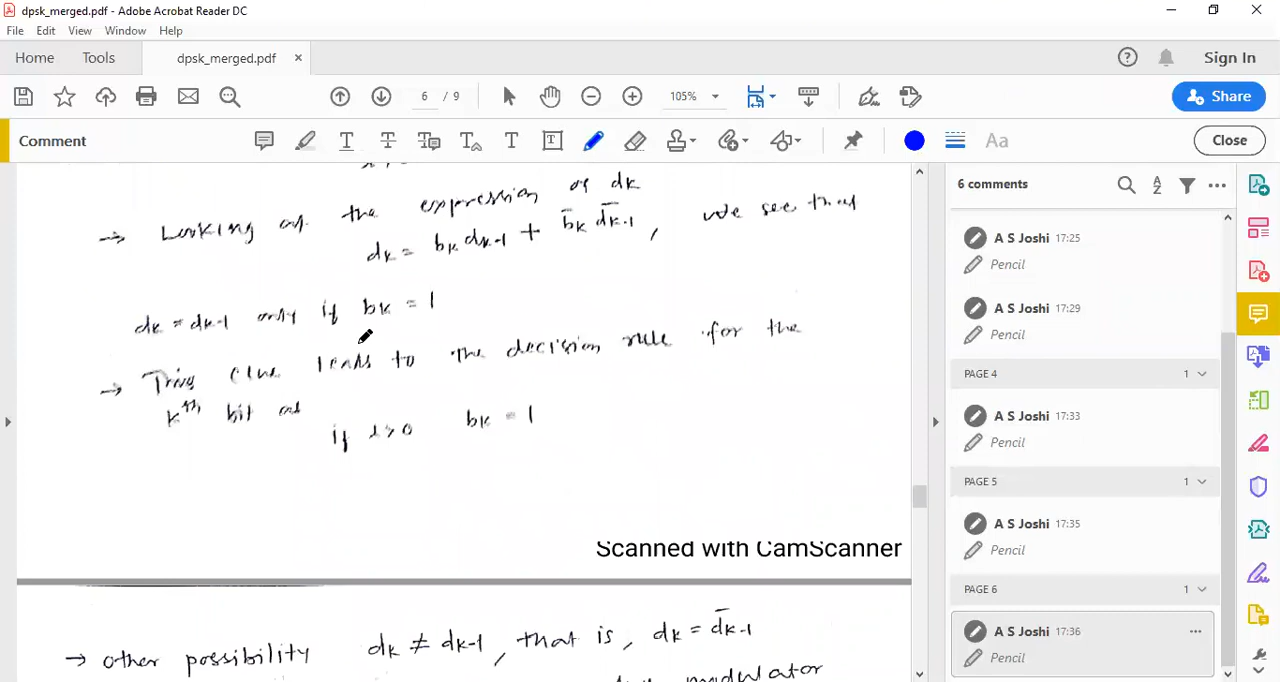 dpsk_merged.pdf - Adobe Acrobat Reader DC
File Edit View Window Help
Home Tools dpsk_merged.pdf × Sign In
6 / 9 105% Share
Comment Aa Close
→ Looking at the expression of dk
dk = bk dk-1 + b̄k d̄k-1 , we see that
dk = dk-1 only if bk = 1
→ This clue leads to the decision rule for the
kth bit as
if λ>0 bk = 1
Scanned with CamScanner
→ other possibility dk ≠ dk-1 , that is , dk = d̄k-1
modulator
6 comments
A S Joshi 17:25
Pencil
A S Joshi 17:29
Pencil
PAGE 4 1
A S Joshi 17:33
Pencil
PAGE 5 1
A S Joshi 17:35
Pencil
PAGE 6 1
A S Joshi 17:36
Pencil